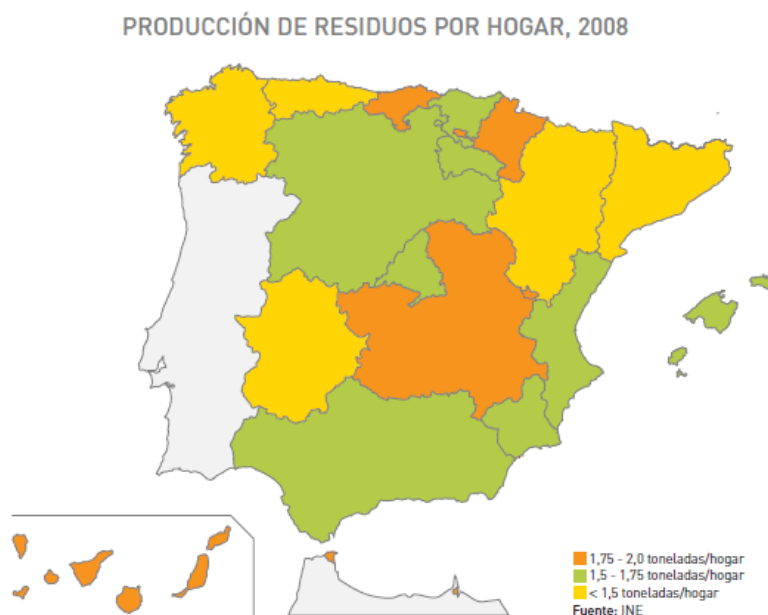 PRODUCCIÓN DE RESIDUOS POR HOGAR, 2008
1,75 - 2,0 toneladas/hogar
1,5 - 1,75 toneladas/hogar
< 1,5 toneladas/hogar
Fuente: INE